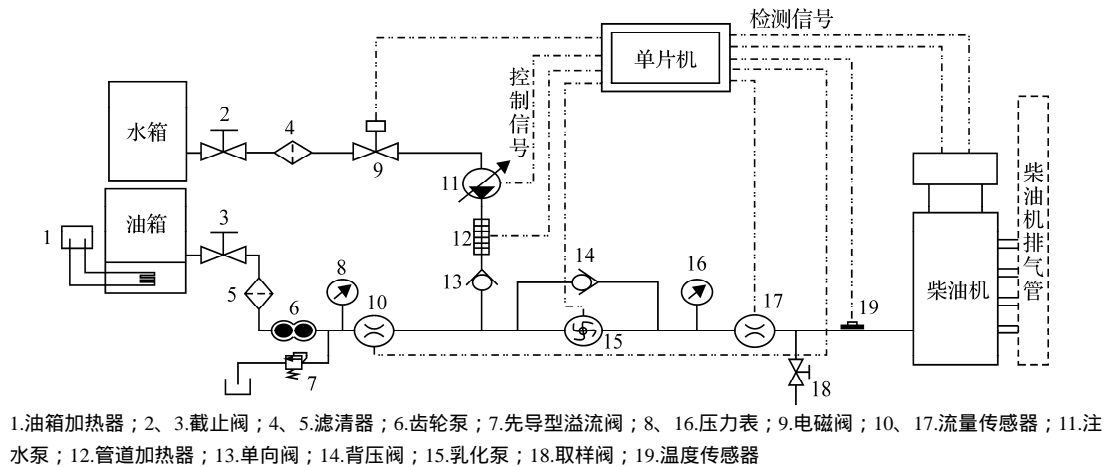 检测信号
单片机
控制信号
水箱
2
4
9
11
油箱
3
1
12
柴油机排气管
5
6
8
10
13
14
16
17
19
柴油机
15
7
18
1.油箱加热器；2、3.截止阀；4、5.滤清器；6.齿轮泵；7.先导型溢流阀；8、16.压力表；9.电磁阀；10、17.流量传感器；11.注
水泵；12.管道加热器；13.单向阀；14.背压阀；15.乳化泵；18.取样阀；19.温度传感器